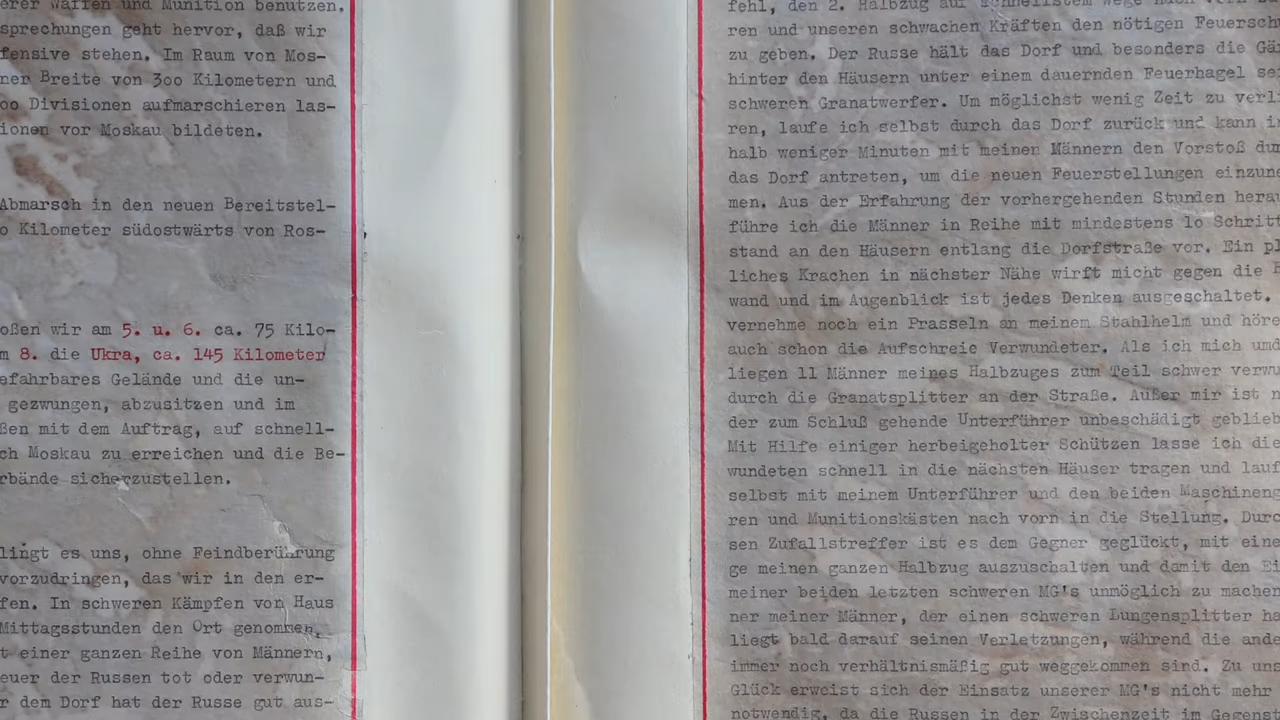 erer Waffen und Munition benutzen.
sprechungen geht hervor, daß wir
fensive stehen. Im Raum von Mos-
ner Breite von 3oo Kilometern und
oo Divisionen aufmarschieren las-
ionen vor Moskau bildeten.
Abmarsch in den neuen Bereitstel-
o Kilometer südostwärts von Ros-
oßen wir am 5. u. 6. ca. 75 Kilo-
m 8. die Ukra, ca. 145 Kilometer
efahrbares Gelände und die un-
gezwungen, abzusitzen und im
ßen mit dem Auftrag, auf schnell-
ch Moskau zu erreichen und die Be-
rbände sicherzustellen.
lingt es uns, ohne Feindberührung
vorzudringen, das wir in den er-
fen. In schweren Kämpfen von Haus
Mittagsstunden den Ort genommen,
t einer ganzen Reihe von Männern,
euer der Russen tot oder verwun-
r dem Dorf hat der Russe gut aus-
fehl, den 2. Halbzug auf schnellstem Wege nach
ren und unseren schwachen Kräften den nötigen Feuersch
zu geben. Der Russe hält das Dorf und besonders die Gä
hinter den Häusern unter einem dauernden Feuerhagel se
schweren Granatwerfer. Um möglichst wenig Zeit zu verl
ren, laufe ich selbst durch das Dorf zurück und kann i
halb weniger Minuten mit meinen Männern den Vorstoß du
das Dorf antreten, um die neuen Feuerstellungen einzune
men. Aus der Erfahrung der vorhergehenden Stunden hera
führe ich die Männer in Reihe mit mindestens lo Schrit
stand an den Häusern entlang die Dorfstraße vor. Ein pl
liches Krachen in nächster Nähe wirft micht gegen die
wand und im Augenblick ist jedes Denken ausgeschaltet.
vernehme noch ein Prasseln an meinem Stahlhelm und höre
auch schon die Aufschreie Verwundeter. Als ich mich umd
liegen 11 Männer meines Halbzuges zum Teil schwer verwu
durch die Granatsplitter an der Straße. Außer mir ist n
der zum Schluß gehende Unterführer unbeschädigt geblieb
Mit Hilfe einiger herbeigeholter Schützen lasse ich die
wundeten schnell in die nächsten Häuser tragen und lauf
selbst mit meinem Unterführer und den beiden Maschineng
ren und Munitionskästen nach vorn in die Stellung. Durc
sen Zufallstreffer ist es dem Gegner geglückt, mit eine
ge meinen ganzen Halbzug auszuschalten und damit den Ei
meiner beiden letzten schweren MG's unmöglich zu machen
ner meiner Männer, der einen schweren Lungensplitter ha
liegt bald darauf seinen Verletzungen, während die ande
immer noch verhältnismäßig gut weggekommen sind. Zu uns
Glück erweist sich der Einsatz unserer MG's nicht mehr
notwendig, da die Russen in der Zwischenzeit im Gegenst